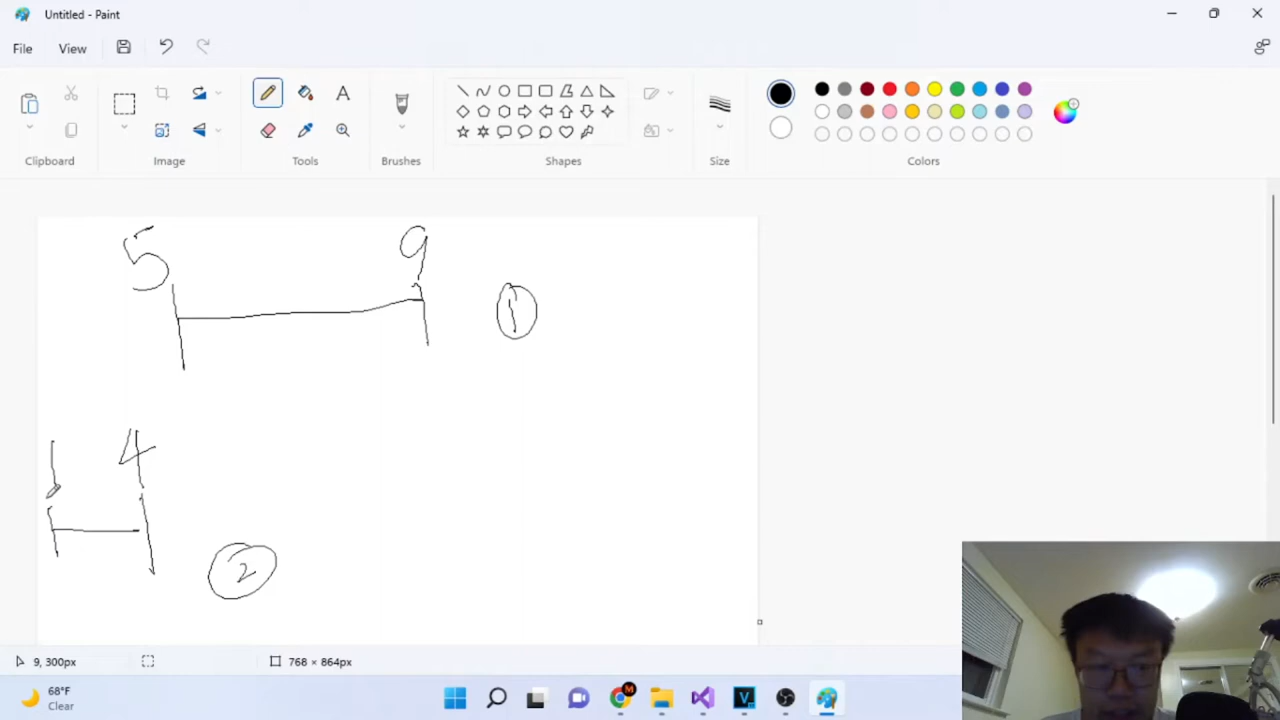 Untitled - Paint
File View
Clipboard Image Tools Brushes Shapes Size Colors
5 9
1
1 4
2
9, 300px 768 × 864px
68°F
Clear